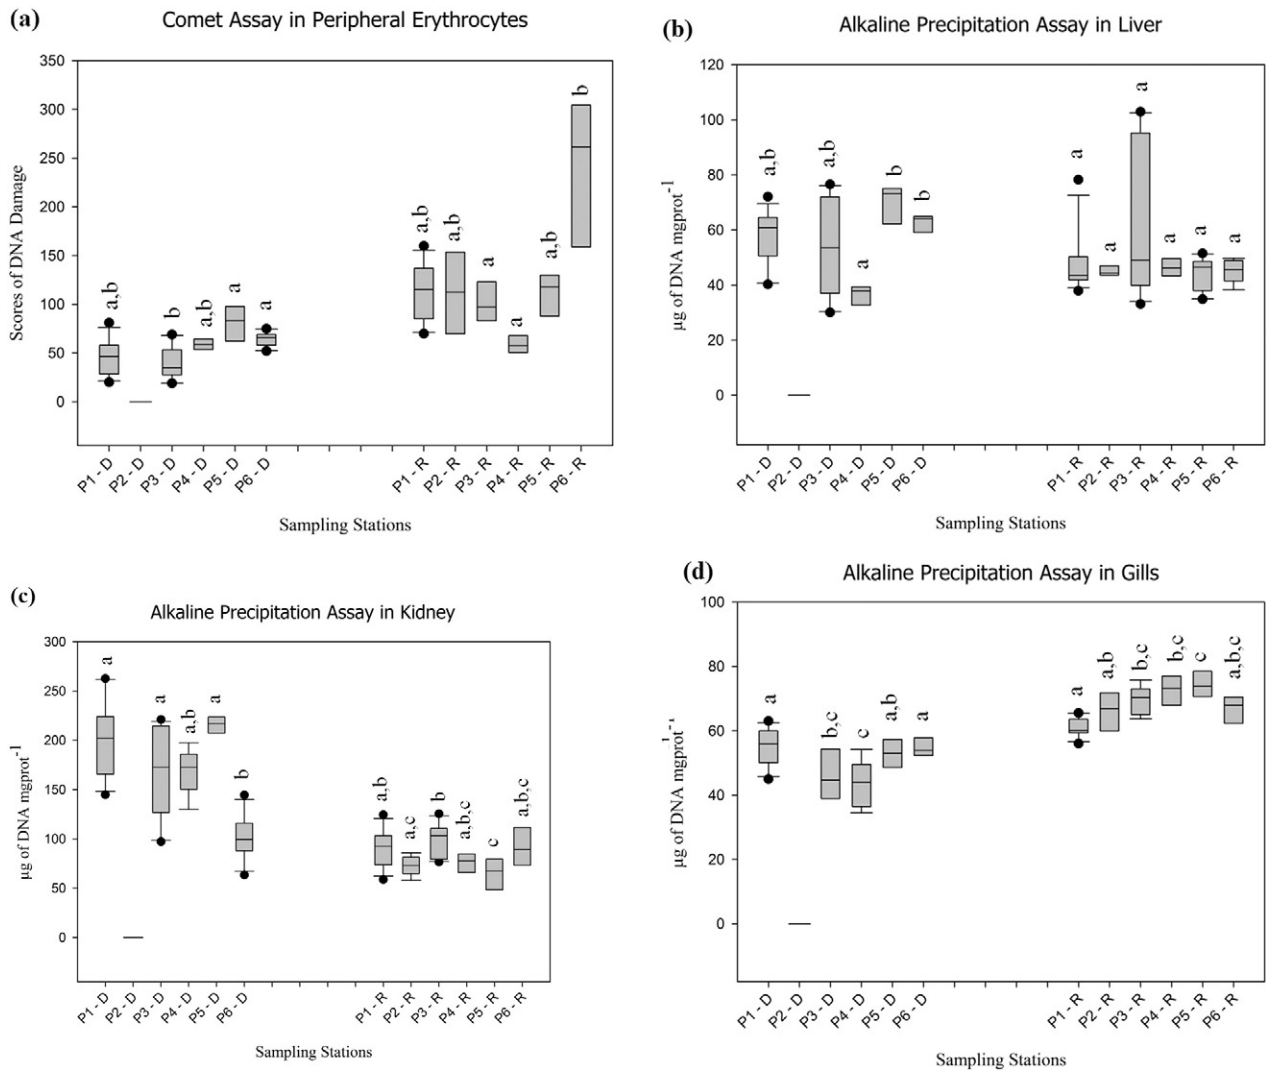 (a)
Comet Assay in Peripheral Erythrocytes
350
300
250
200
150
100
50
0
Scores of DNA Damage
a,b
b
a,b
a
a
a,b
a,b
a
a
a,b
b
P1 - D
P2 - D
P3 - D
P4 - D
P5 - D
P6 - D
P1 - R
P2 - R
P3 - R
P4 - R
P5 - R
P6 - R
Sampling Stations
(b)
Alkaline Precipitation Assay in Liver
120
100
80
60
40
20
0
µg of DNA mgprot-1
a,b
a,b
a
b
b
a
a
a
a
a
a
P1 - D
P2 - D
P3 - D
P4 - D
P5 - D
P6 - D
P1 - R
P2 - R
P3 - R
P4 - R
P5 - R
P6 - R
Sampling Stations
(c)
Alkaline Precipitation Assay in Kidney
300
250
200
150
100
50
0
µg of DNA mgprot-1
a
a
a,b
a
b
a,b
a,c
b
a,b,c
c
a,b,c
P1 - D
P2 - D
P3 - D
P4 - D
P5 - D
P6 - D
P1 - R
P2 - R
P3 - R
P4 - R
P5 - R
P6 - R
Sampling Stations
(d)
Alkaline Precipitation Assay in Gills
100
80
60
40
20
0
µg of DNA mgprot-1
a
b,c
c
a,b
a
a
a,b
b,c
b,c
c
a,b,c
P1 - D
P2 - D
P3 - D
P4 - D
P5 - D
P6 - D
P1 - R
P2 - R
P3 - R
P4 - R
P5 - R
P6 - R
Sampling Stations